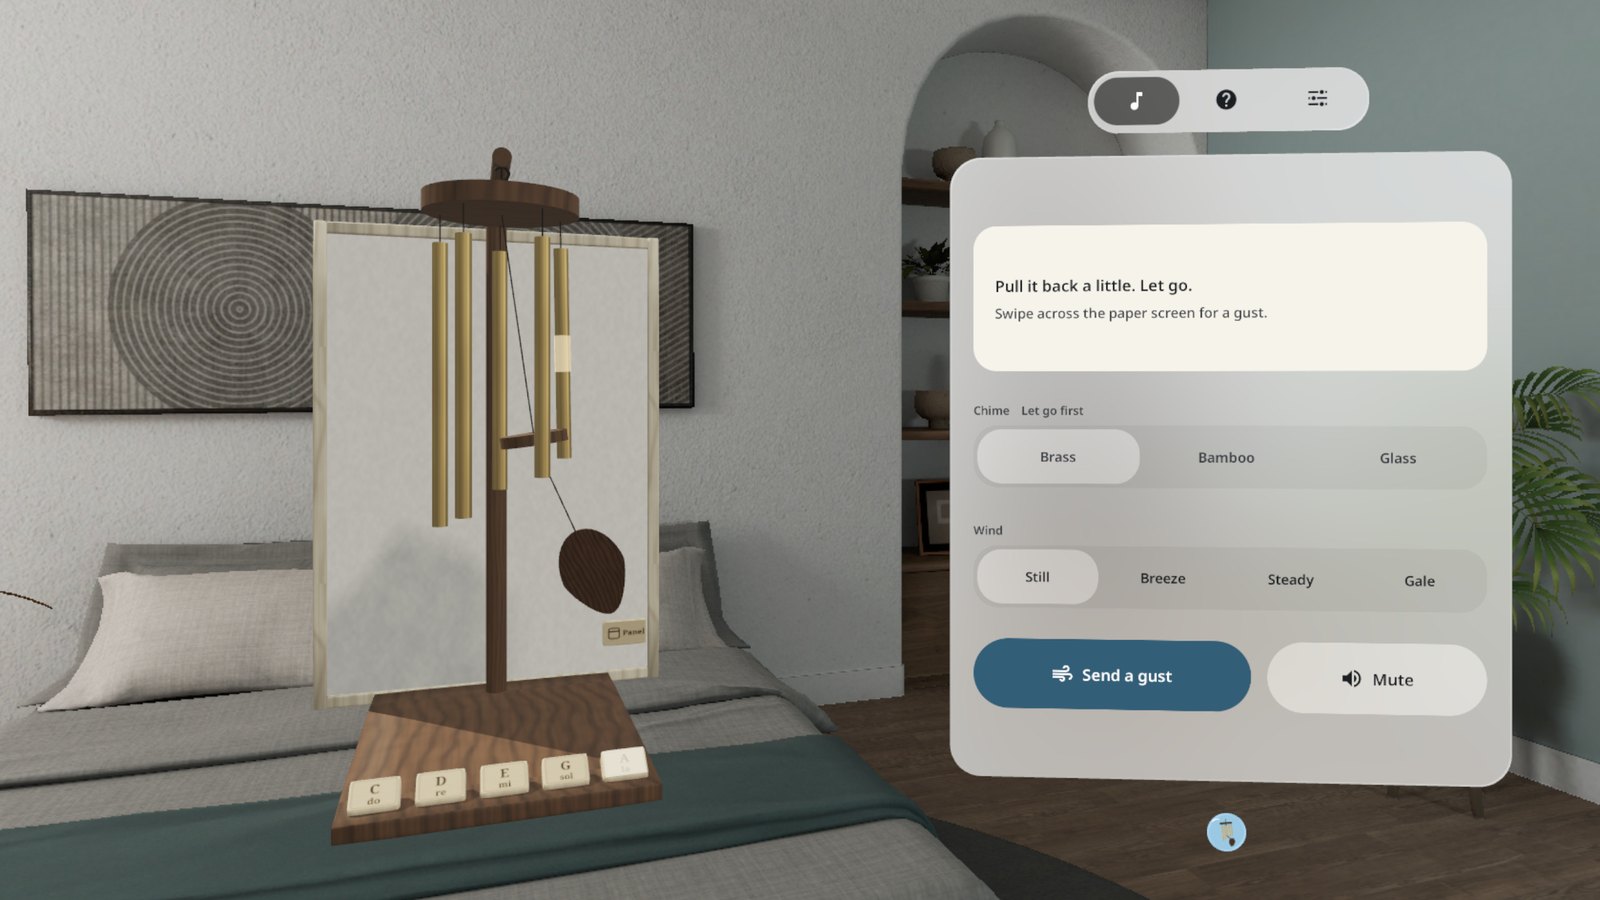 Pull it back a little. Let go.
Swipe across the paper screen for a gust.
Chime Let go first
Brass Bamboo Glass
Wind
Still Breeze Steady Gale
Send a gust Mute
Panel
C D E G A
do re mi sol la